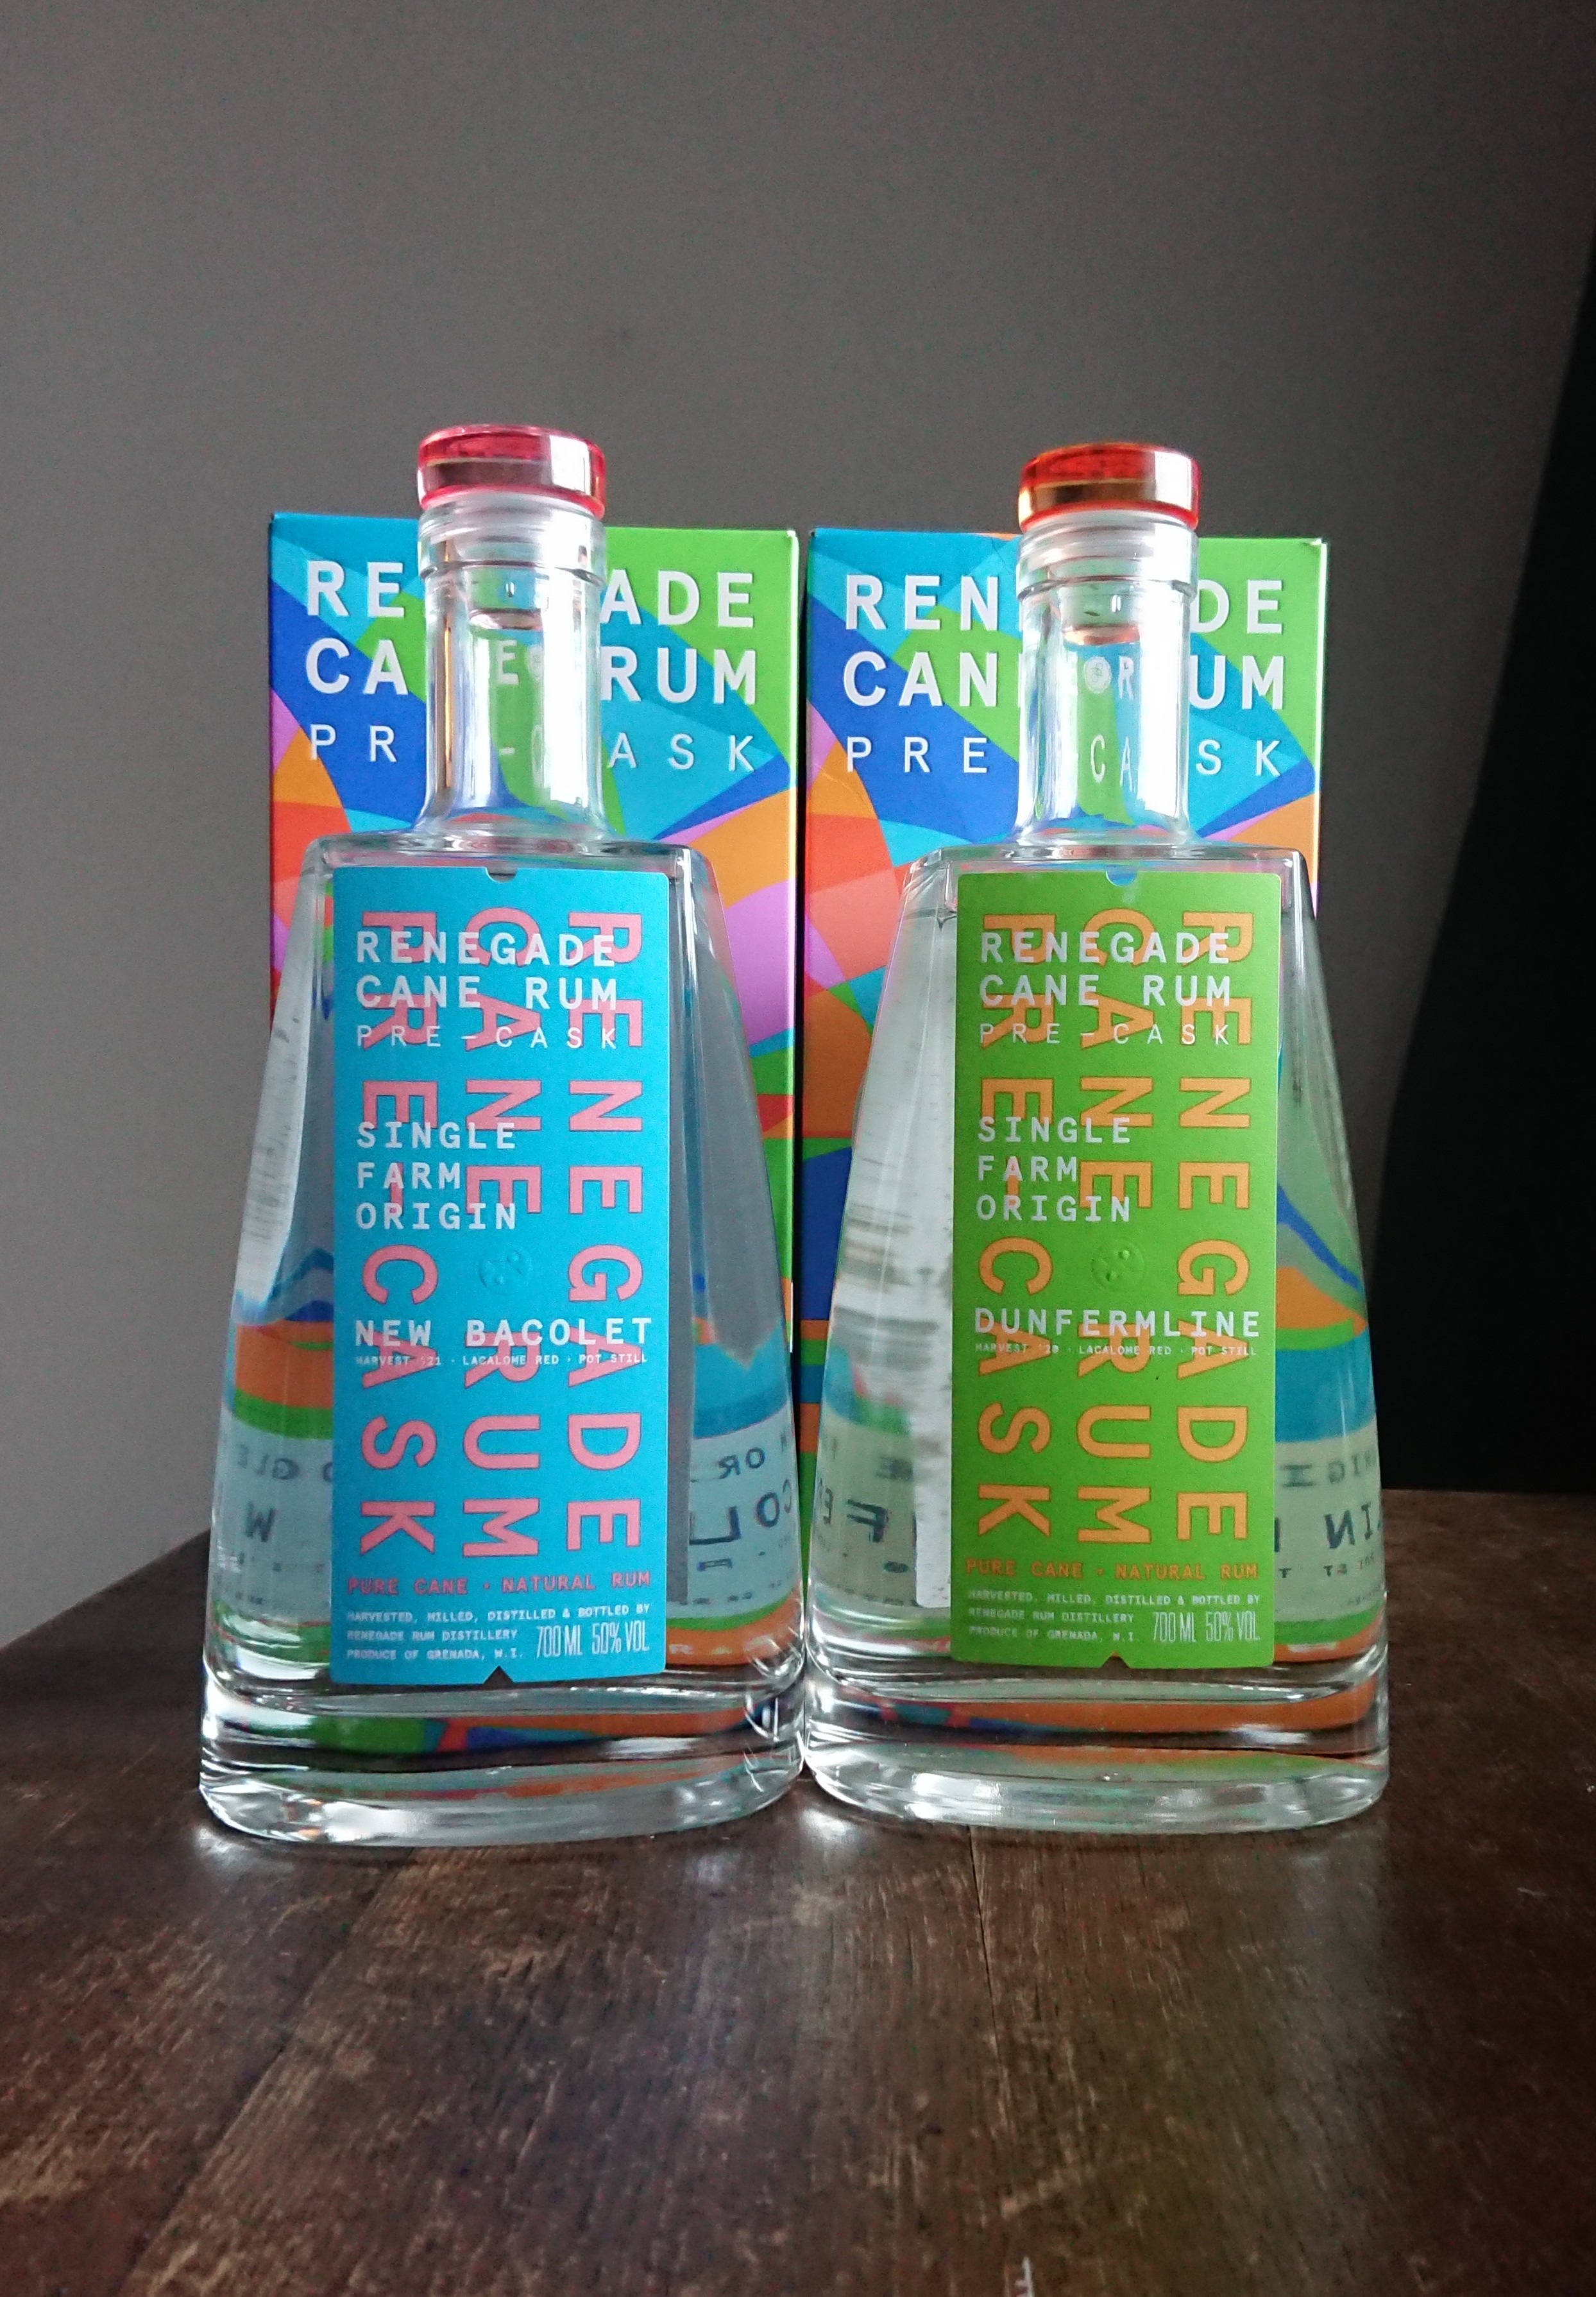 RENEGADE
CANE RUM
PRE-CASK
RENEGADE
CANE RUM
PRE-CASK
RENEGADE
CANE RUM
PRE-CASK
RENEGADE
CANE RUM
PRE-CASK
SINGLE
FARM
ORIGIN
NEW BACOLET
HARVEST '21 · LACALOME RED · POT STILL
PURE CANE · NATURAL RUM
HARVESTED, MILLED, DISTILLED & BOTTLED BY
RENEGADE RUM DISTILLERY
PRODUCE OF GRENADA, W.I.
700 ML 50% VOL
RENEGADE
CANE RUM
PRE-CASK
RENEGADE
CANE RUM
PRE-CASK
SINGLE
FARM
ORIGIN
DUNFERMLINE
HARVEST '20 · LACALOME RED · POT STILL
PURE CANE · NATURAL RUM
HARVESTED, MILLED, DISTILLED & BOTTLED BY
RENEGADE RUM DISTILLERY
PRODUCE OF GRENADA, W.I.
700 ML 50% VOL